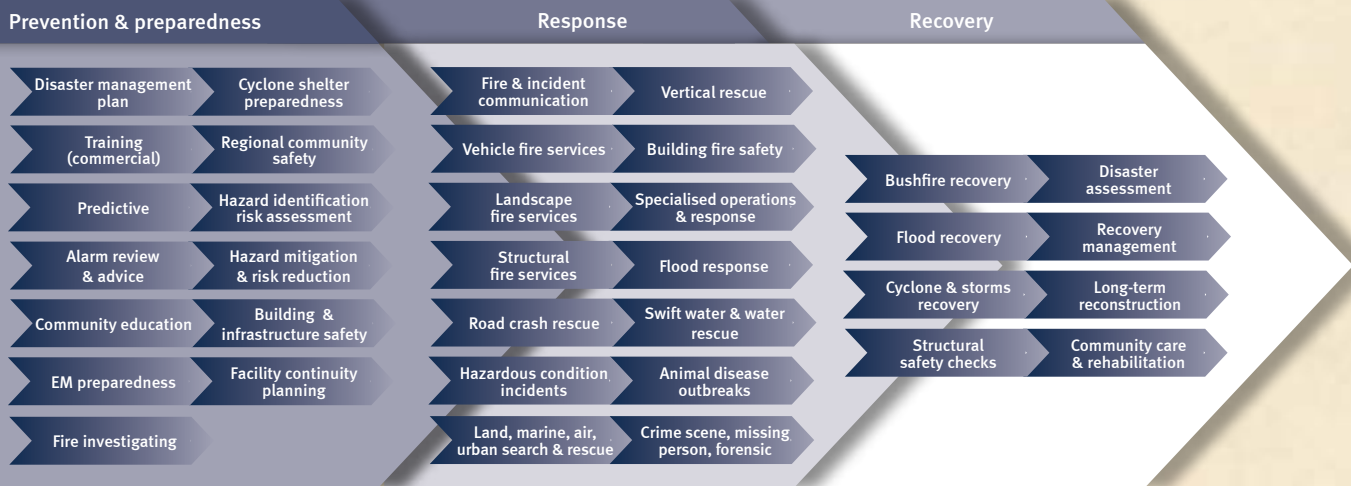 Prevention & preparedness
Response
Recovery
Disaster management
plan
Cyclone shelter
preparedness
Training
(commercial)
Regional community
safety
Predictive
Hazard identification
risk assessment
Alarm review
& advice
Hazard mitigation
& risk reduction
Community education
Building &
infrastructure safety
EM preparedness
Facility continuity
planning
Fire investigating
Fire & incident
communication
Vertical rescue
Vehicle fire services
Building fire safety
Landscape
fire services
Specialised operations
& response
Structural
fire services
Flood response
Road crash rescue
Swift water & water
rescue
Hazardous condition
incidents
Animal disease
outbreaks
Land, marine, air,
urban search & rescue
Crime scene, missing
person, forensic
Bushfire recovery
Disaster
assessment
Flood recovery
Recovery
management
Cyclone & storms
recovery
Long-term
reconstruction
Structural
safety checks
Community care
& rehabilitation